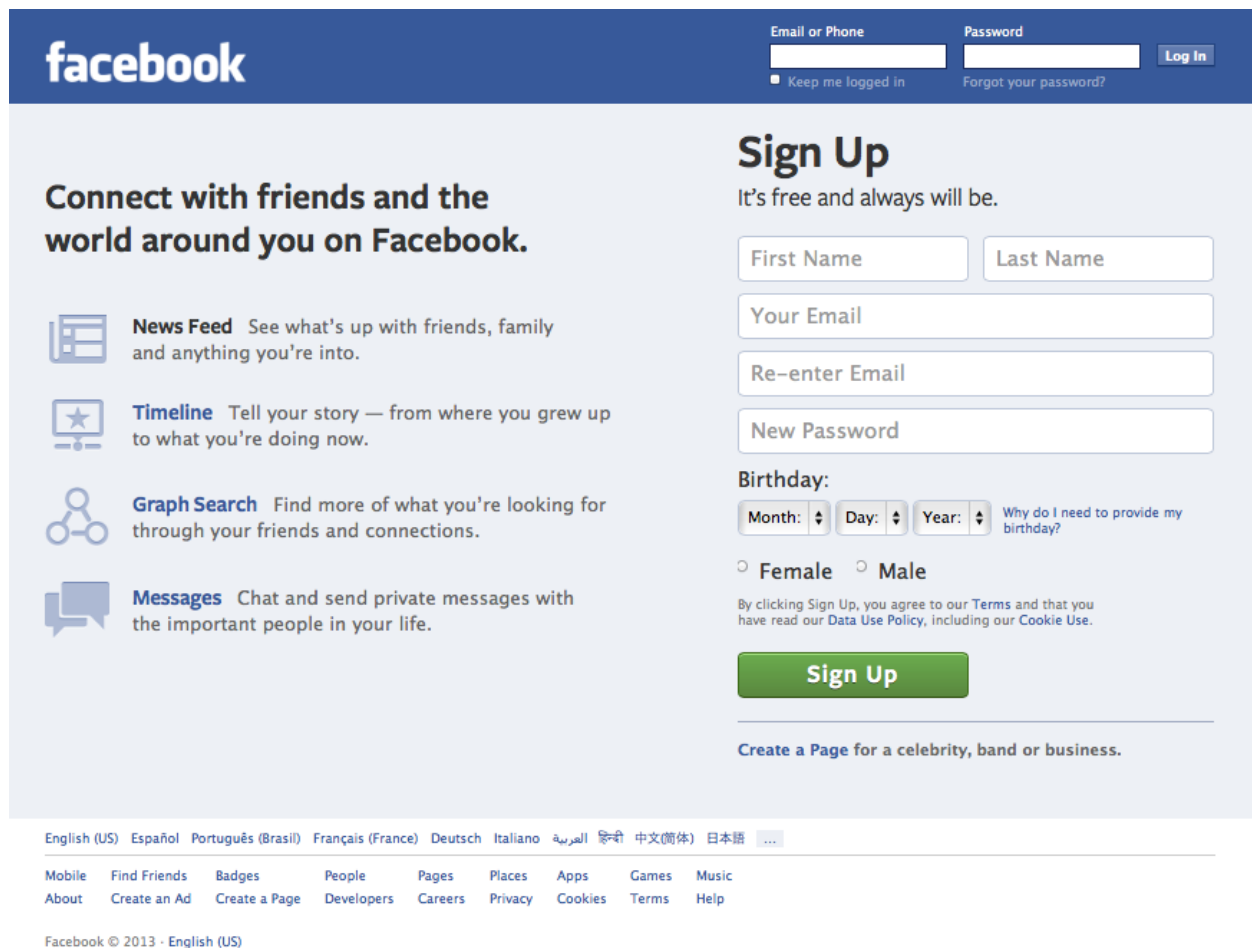 facebook
Email or Phone
Password
Log In
Keep me logged in
Forgot your password?
Connect with friends and the
world around you on Facebook.
News Feed See what's up with friends, family
and anything you're into.
Timeline Tell your story — from where you grew up
to what you're doing now.
Graph Search Find more of what you're looking for
through your friends and connections.
Messages Chat and send private messages with
the important people in your life.
Sign Up
It's free and always will be.
First Name
Last Name
Your Email
Re-enter Email
New Password
Birthday:
Month: Day: Year: Why do I need to provide my
birthday?
Female Male
By clicking Sign Up, you agree to our Terms and that you
have read our Data Use Policy, including our Cookie Use.
Sign Up
Create a Page for a celebrity, band or business.
English (US) Español Português (Brasil) Français (France) Deutsch Italiano العربية हिन्दी 中文(简体) 日本語 ...
Mobile Find Friends Badges People Pages Places Apps Games Music
About Create an Ad Create a Page Developers Careers Privacy Cookies Terms Help
Facebook © 2013 · English (US)